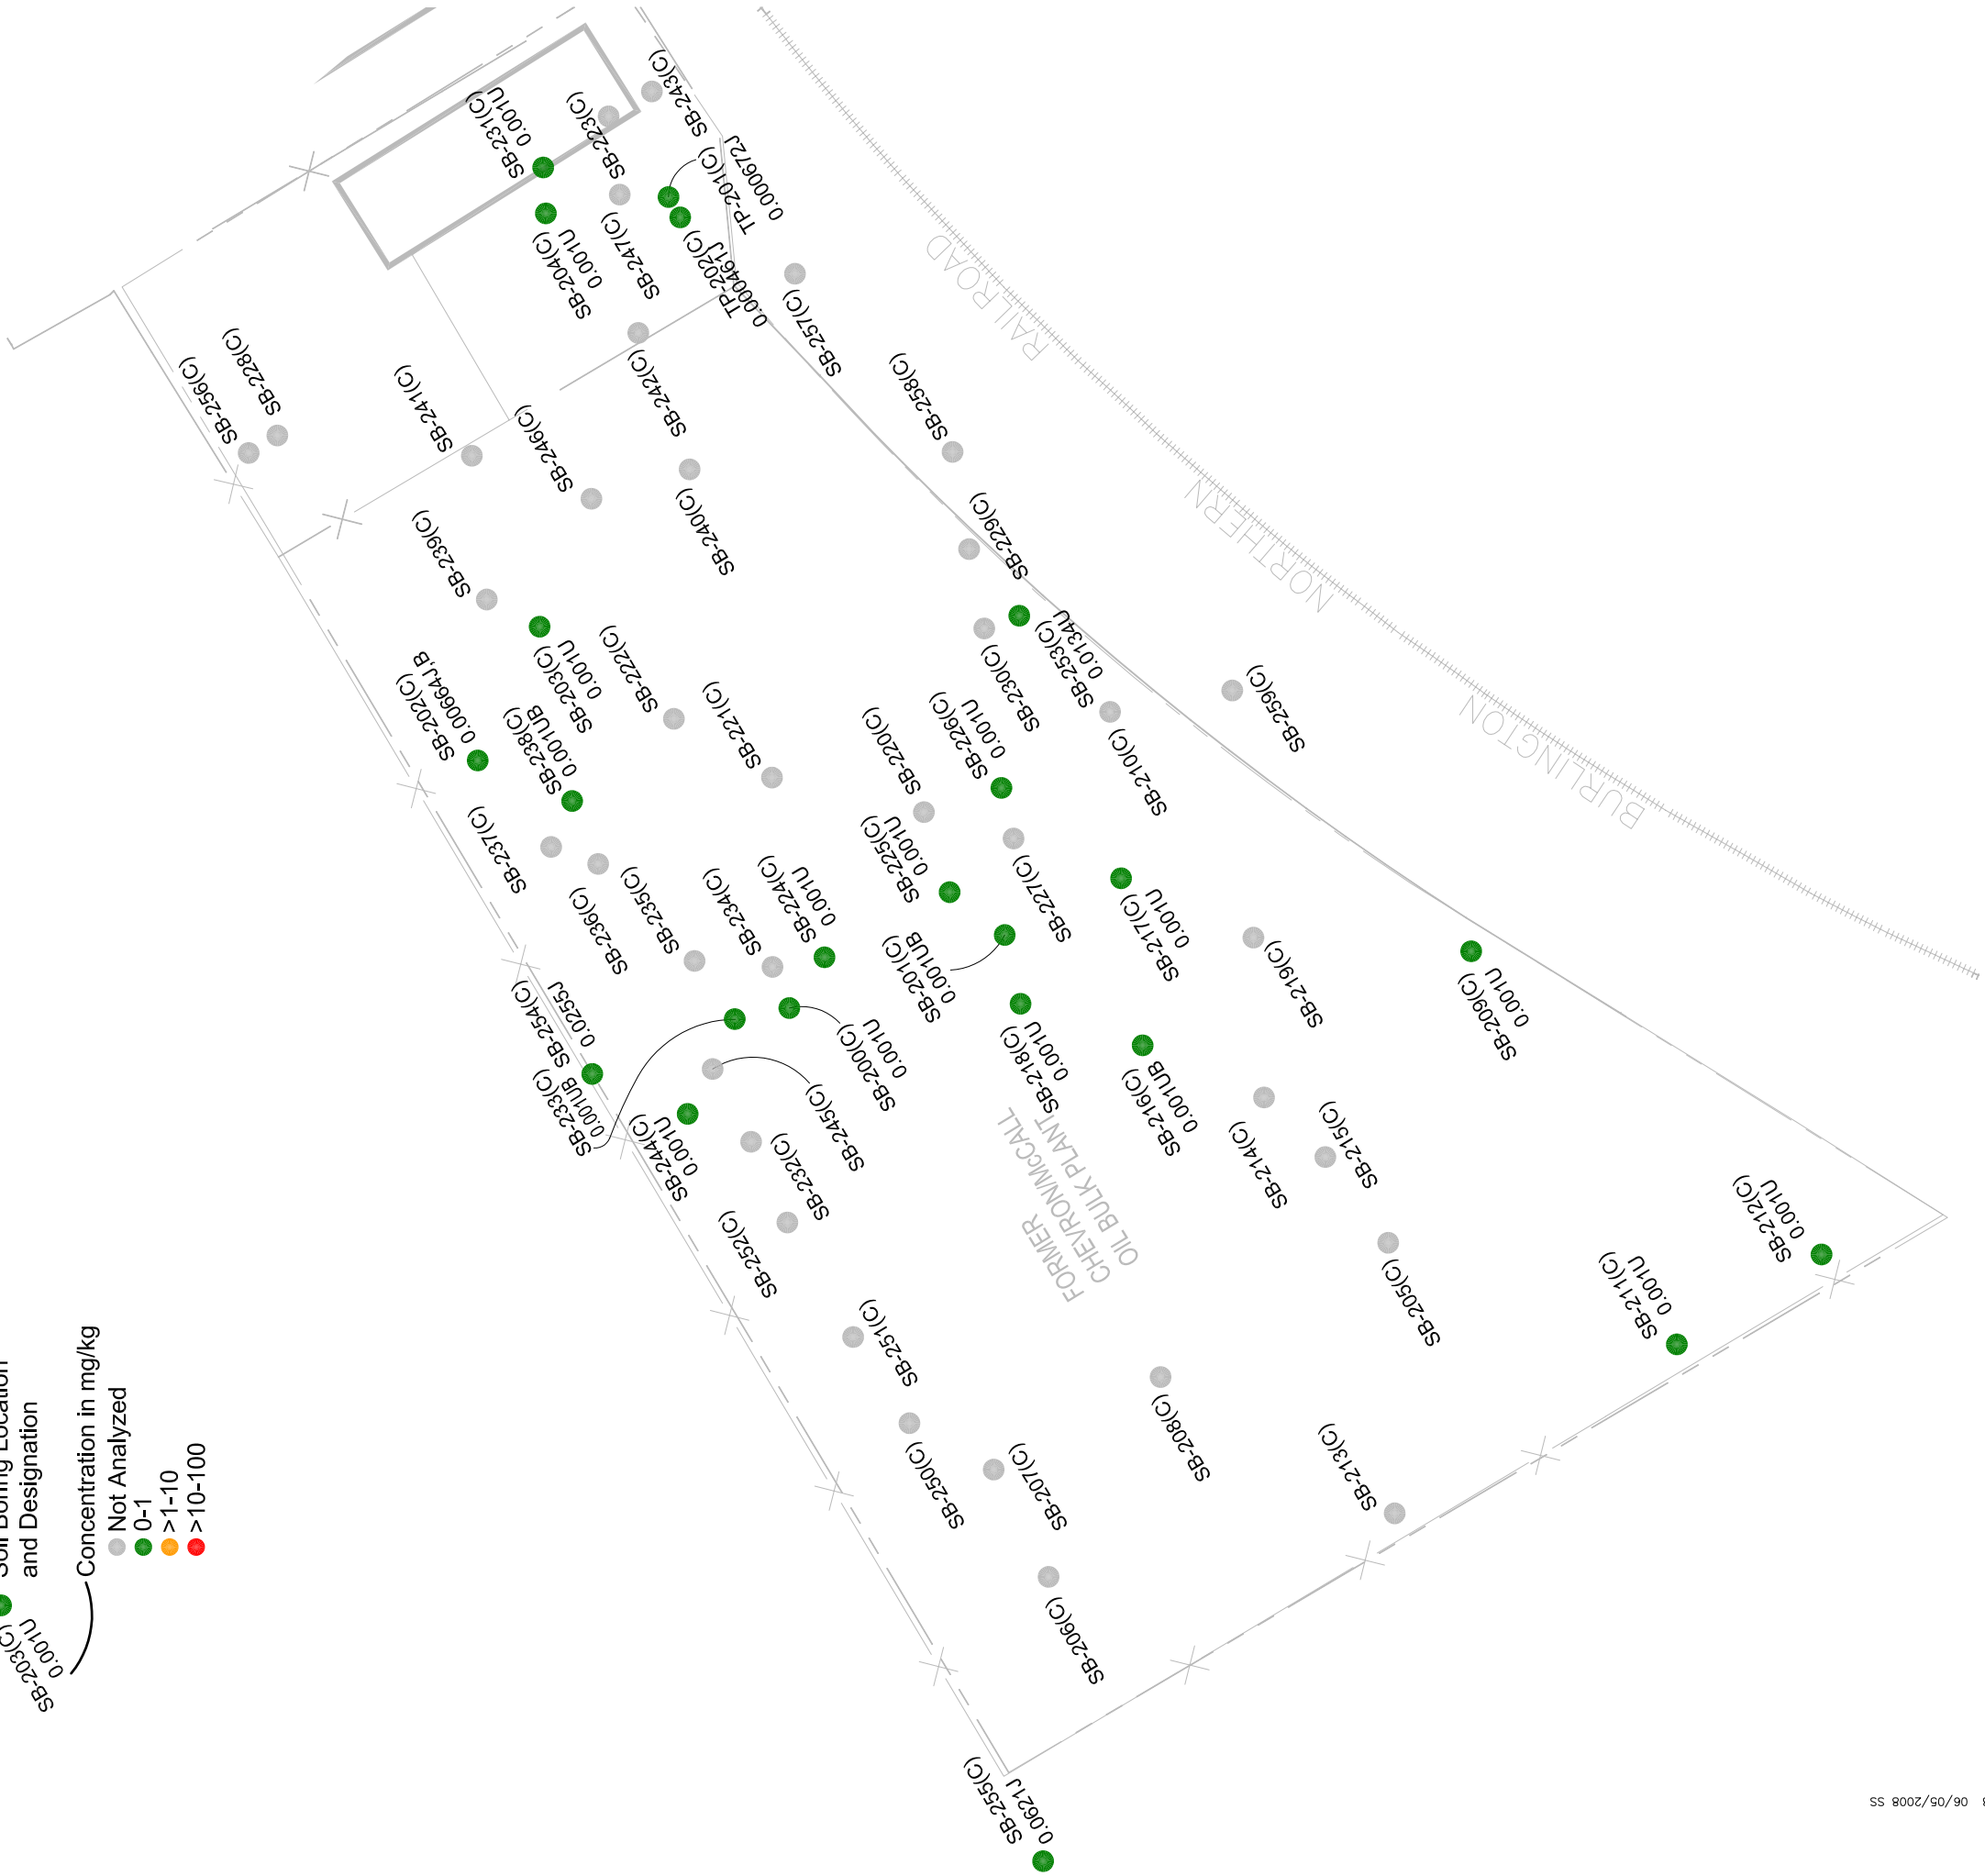 SB-243(C)
SB-231(C)
0.001U
SB-223(C)
TP-201(C)
0.000672J
SB-204(C)
0.001U
SB-247(C)
TP-202(C)
0.000461J
SB-257(C)
RAILROAD
SB-228(C)
SB-256(C)
SB-241(C)
SB-242(C)
SB-258(C)
SB-246(C)
SB-240(C)
SB-229(C)
NORTHERN
SB-239(C)
SB-203(C)
0.001U
SB-222(C)
SB-253(C)
0.0134U
SB-230(C)
SB-202(C)
0.00664J,B
SB-238(C)
0.001UB
SB-221(C)
SB-226(C)
0.001U
SB-220(C)
SB-259(C)
SB-210(C)
BURLINGTON
SB-237(C)
SB-225(C)
0.001U
SB-227(C)
SB-236(C)
SB-235(C)
SB-234(C)
SB-224(C)
0.001U
SB-217(C)
0.001U
SB-201(C)
0.001UB
SB-219(C)
SB-209(C)
0.001U
SB-254(C)
0.0255J
SB-200(C)
0.001U
SB-218(C)
0.001U
SB-233(C)
0.001UB
SB-245(C)
SB-216(C)
0.001UB
SB-244(C)
0.001U
SB-232(C)
SB-214(C)
SB-215(C)
FORMER
CHEVRON/McCALL
OIL BULK PLANT
SB-252(C)
SB-212(C)
0.001U
SB-205(C)
SB-211(C)
0.001U
SB-251(C)
SB-250(C)
SB-207(C)
SB-208(C)
SB-213(C)
SB-206(C)
SB-255(C)
0.0621J
Soil Boring Location
and Designation
Concentration in mg/kg
Not Analyzed
0-1
>1-10
>10-100
SB-203(C)
0.001U
06/05/2008 SS